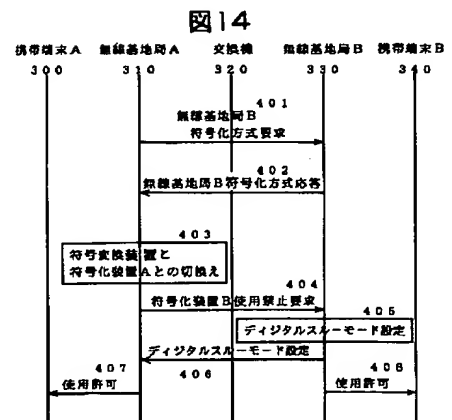 図14
携帯端末A 無線基地局A 交換機 無線基地局B 携帯端末B
300 310 320 330 340
401
無線基地局B
符号化方式要求
402
無線基地局B符号化方式応答
403
符号変換装置と
符号化装置Aとの切換え
404
符号化装置B使用禁止要求
405
ディジタルスルーモード設定
ディジタルスルーモード設定
406
407
使用許可
408
使用許可